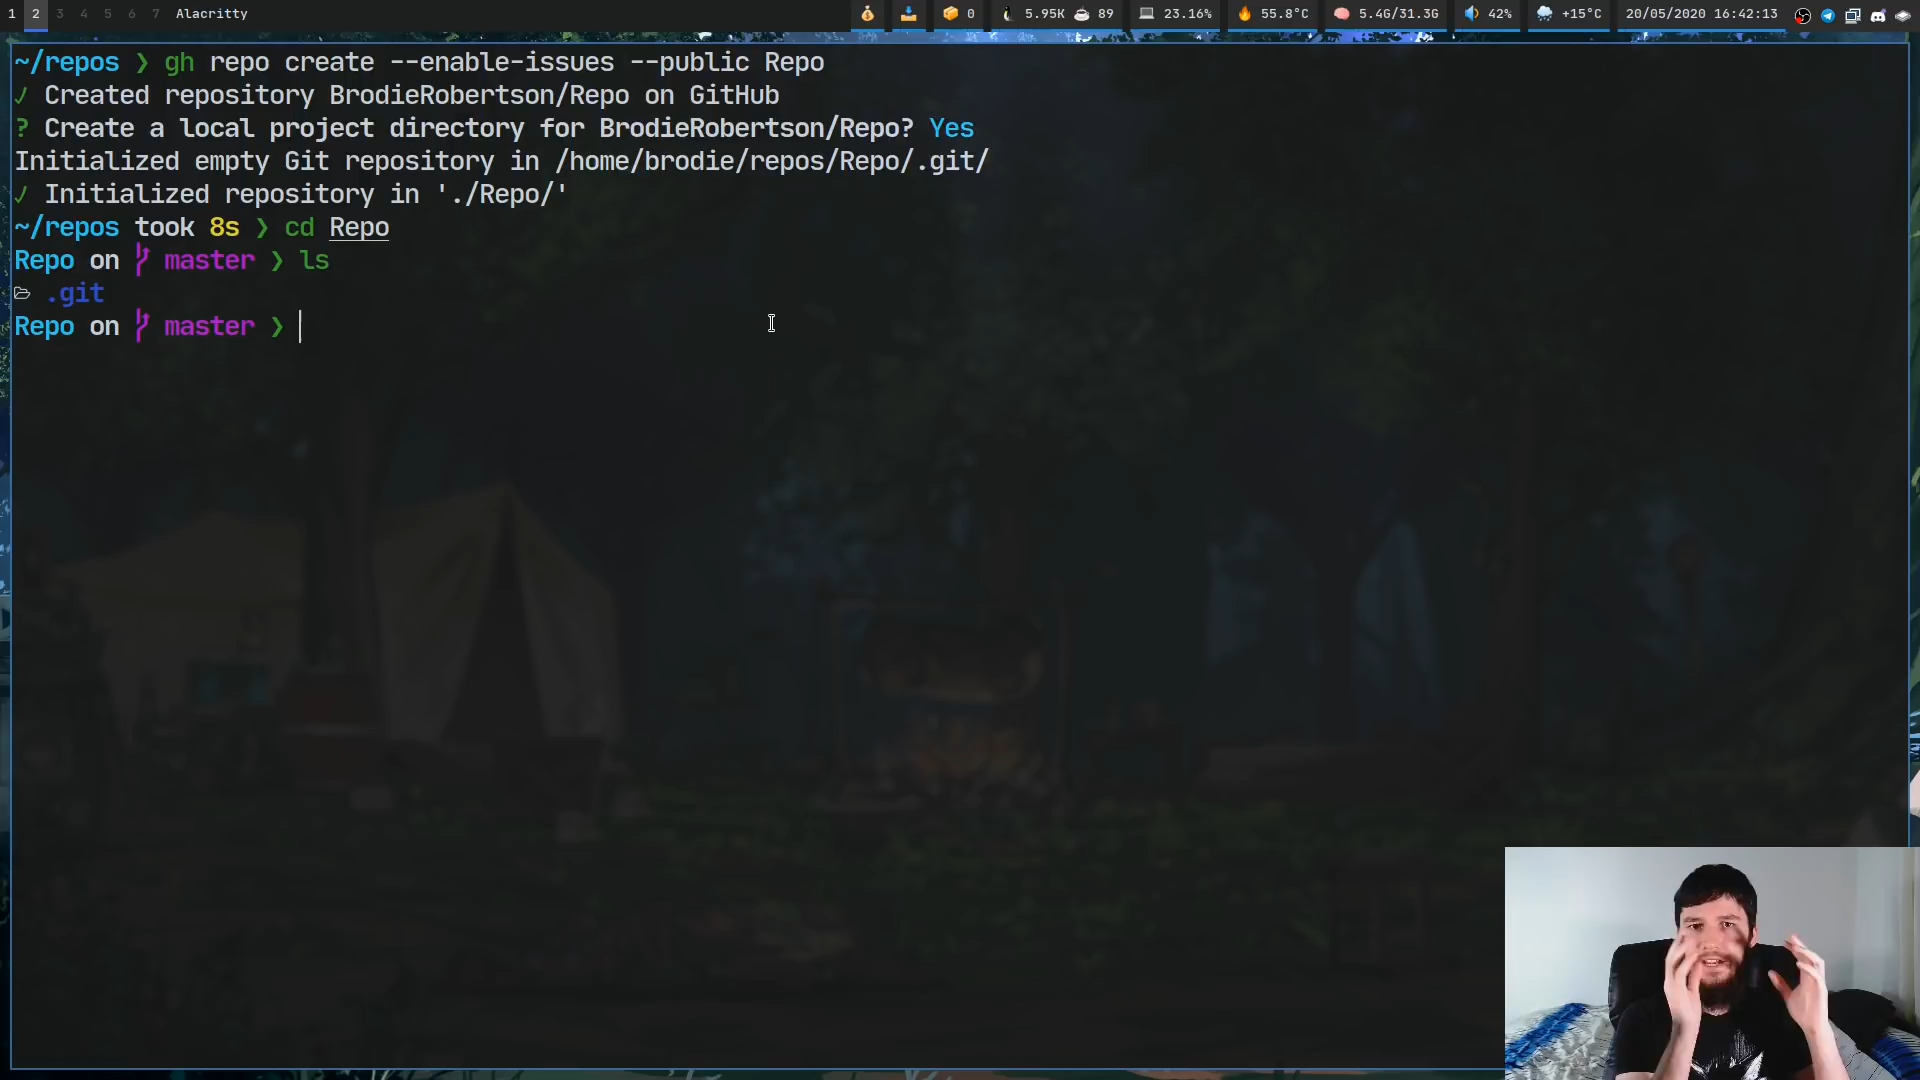 1 2 3 4 5 6 7 Alacritty 0 5.95K 89 23.16% 55.8°C 5.4G/31.3G 42% +15°C 20/05/2020 16:42:13
~/repos ❯ gh repo create --enable-issues --public Repo
✓ Created repository BrodieRobertson/Repo on GitHub
? Create a local project directory for BrodieRobertson/Repo? Yes
Initialized empty Git repository in /home/brodie/repos/Repo/.git/
✓ Initialized repository in './Repo/'
~/repos took 8s ❯ cd Repo
Repo on master ❯ ls
.git
Repo on master ❯